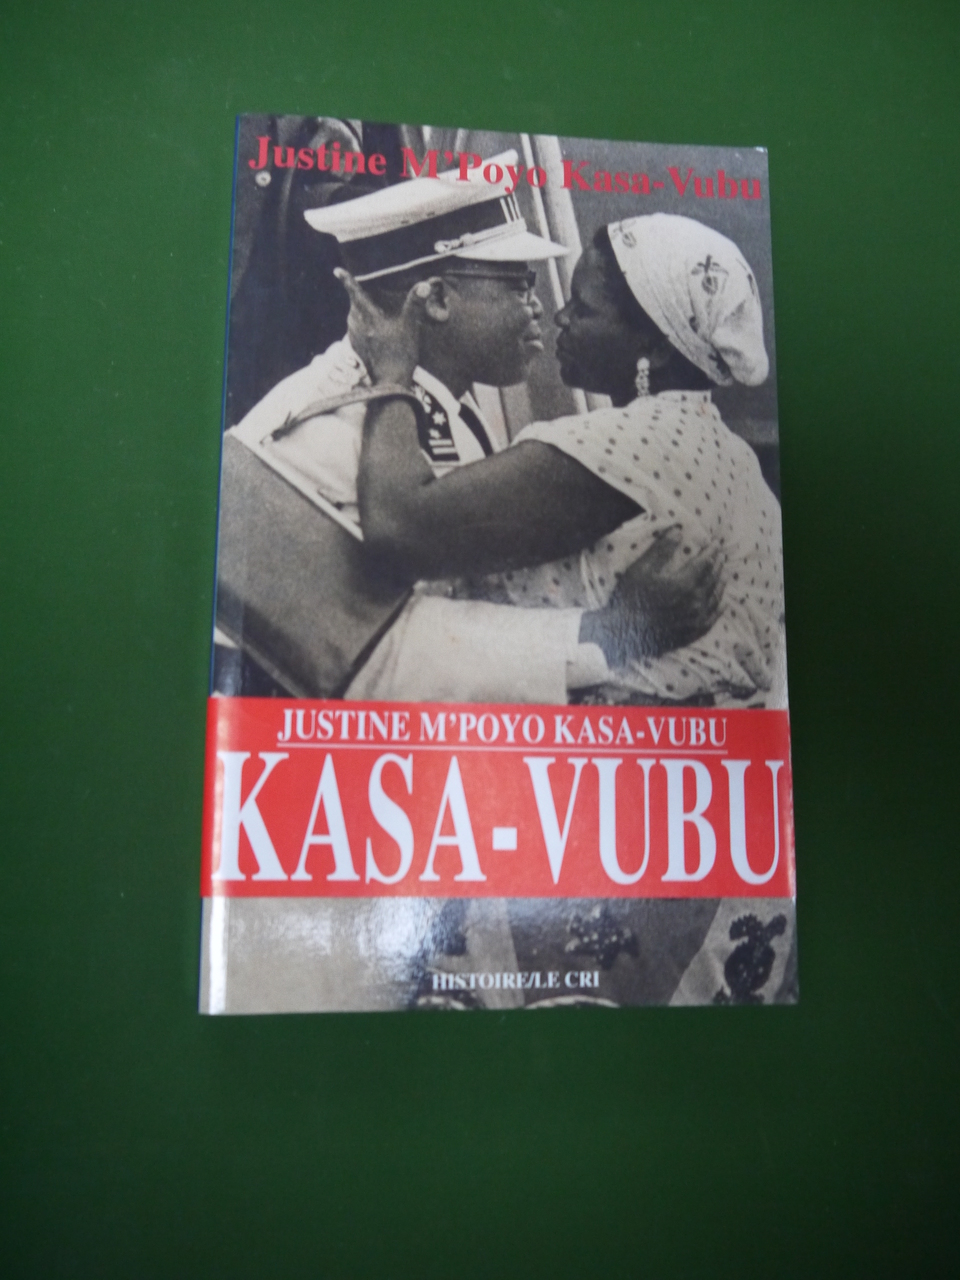 Justine M'Poyo Kasa-Vubu
JUSTINE M'POYO KASA-VUBU
KASA-VUBU
HISTOIRE/LE CRI